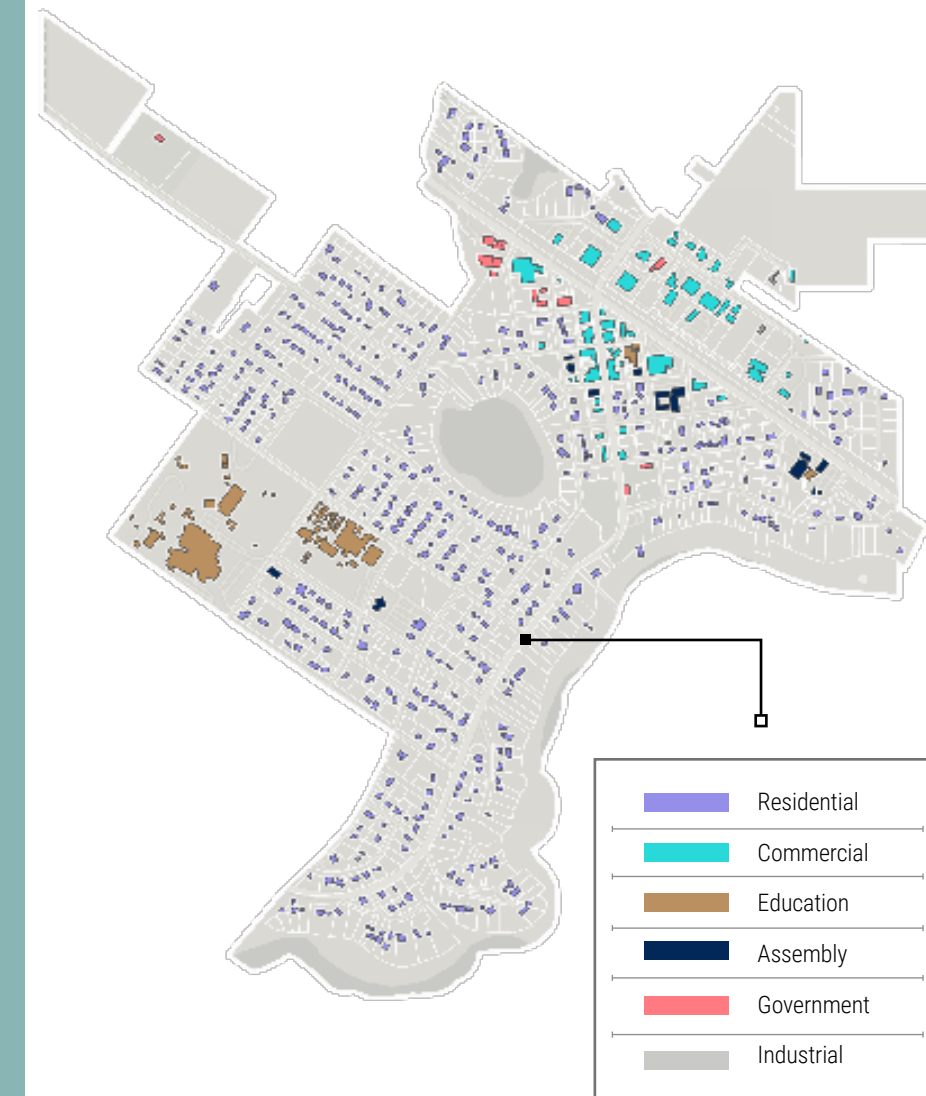 Residential
Commercial
Education
Assembly
Government
Industrial